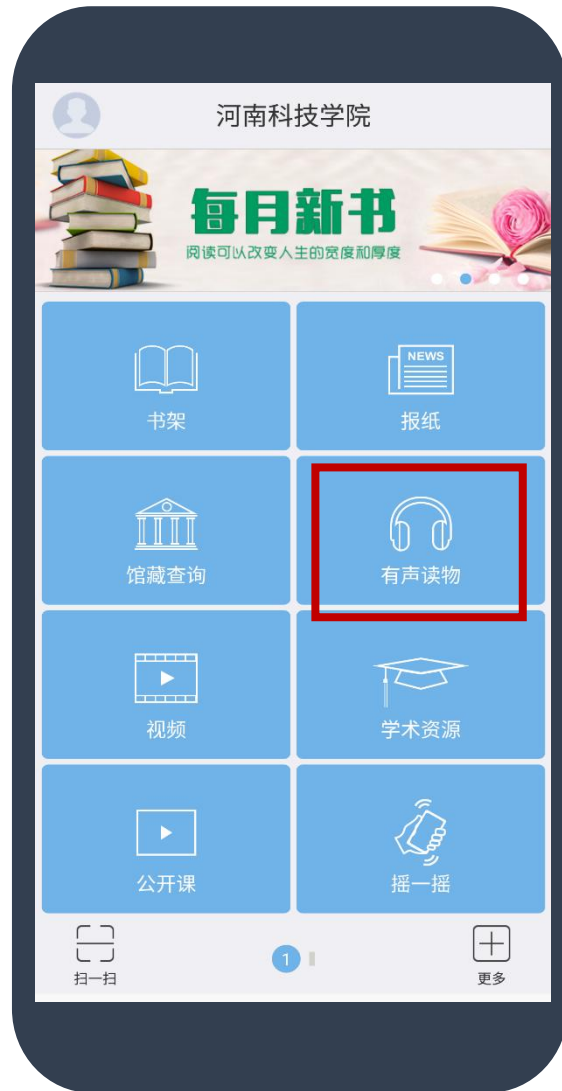 河南科技学院
每月新书
阅读可以改变人生的宽度和厚度
书架
NEWS
报纸
馆藏查询
有声读物
视频
学术资源
公开课
摇一摇
扫一扫
1
更多